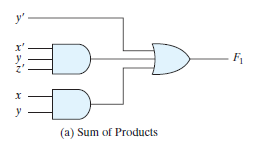 y′
x′
y
z′
F₁
x
y
(a) Sum of Products